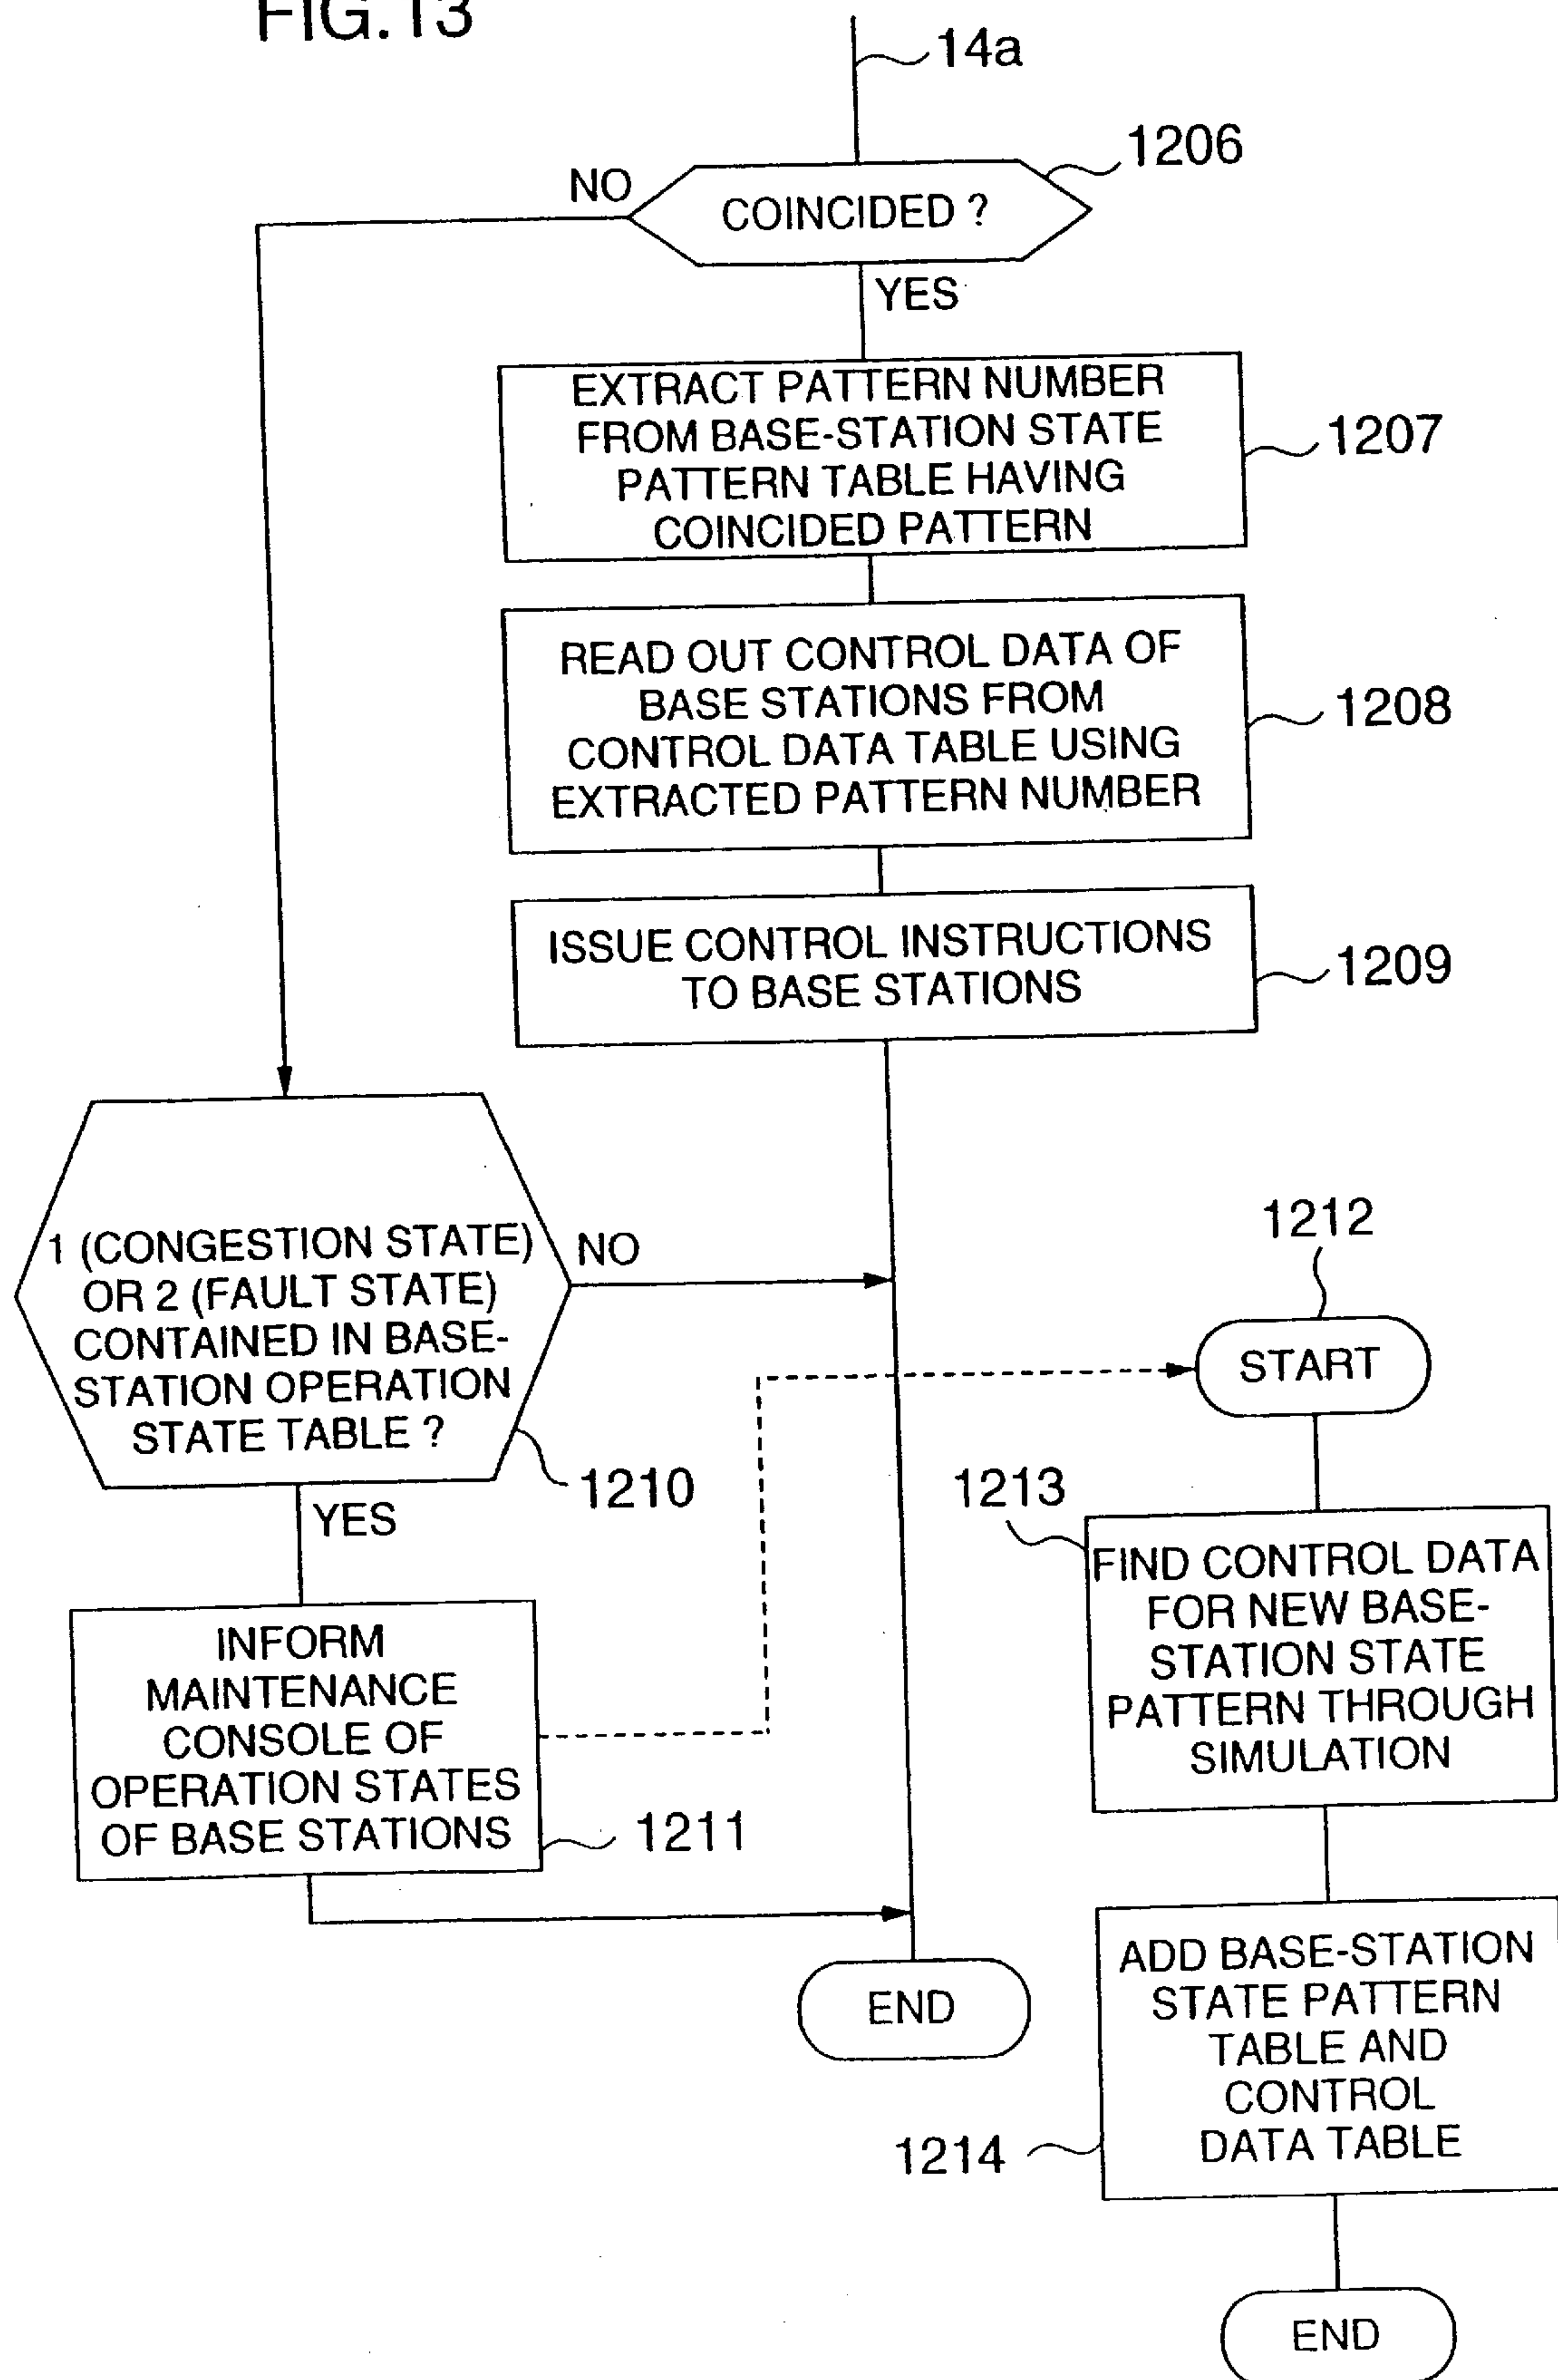 FIG.13
14a
1206
NO
COINCIDED ?
YES
EXTRACT PATTERN NUMBER
FROM BASE-STATION STATE
PATTERN TABLE HAVING
COINCIDED PATTERN
1207
READ OUT CONTROL DATA OF
BASE STATIONS FROM
CONTROL DATA TABLE USING
EXTRACTED PATTERN NUMBER
1208
ISSUE CONTROL INSTRUCTIONS
TO BASE STATIONS
1209
1 (CONGESTION STATE)
OR 2 (FAULT STATE)
CONTAINED IN BASE-
STATION OPERATION
STATE TABLE ?
NO
1210
YES
INFORM
MAINTENANCE
CONSOLE OF
OPERATION STATES
OF BASE STATIONS
1211
END
1212
START
1213
FIND CONTROL DATA
FOR NEW BASE-
STATION STATE
PATTERN THROUGH
SIMULATION
ADD BASE-STATION
STATE PATTERN
TABLE AND
CONTROL
DATA TABLE
1214
END